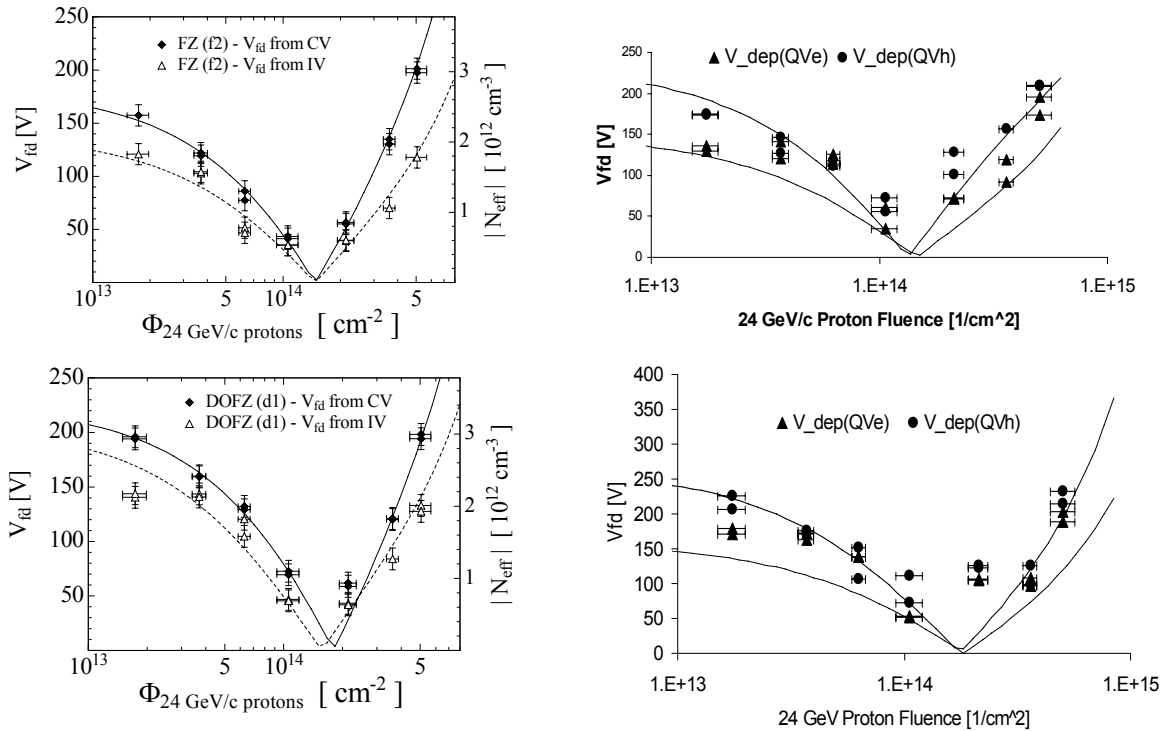 250
200
150
100
50
V_fd [V]
FZ (f2) - V_fd from CV
FZ (f2) - V_fd from IV
3
2
1
| N_eff | [ 10^12 cm^-3 ]
10^13
5
10^14
5
Φ_24 GeV/c protons [ cm^-2 ]
V_dep(QVe) V_dep(QVh)
250
200
150
100
50
0
Vfd [V]
1.E+13 1.E+14 1.E+15
24 GeV/c Proton Fluence [1/cm^2]
250
200
150
100
50
V_fd [V]
DOFZ (d1) - V_fd from CV
DOFZ (d1) - V_fd from IV
3
2
1
| N_eff | [ 10^12 cm^-3 ]
10^13
5
10^14
5
Φ_24 GeV/c protons [ cm^-2 ]
400
350
300
250
200
150
100
50
0
Vfd [V]
V_dep(QVe) V_dep(QVh)
1.E+13 1.E+14 1.E+15
24 GeV Proton Fluence [1/cm^2]